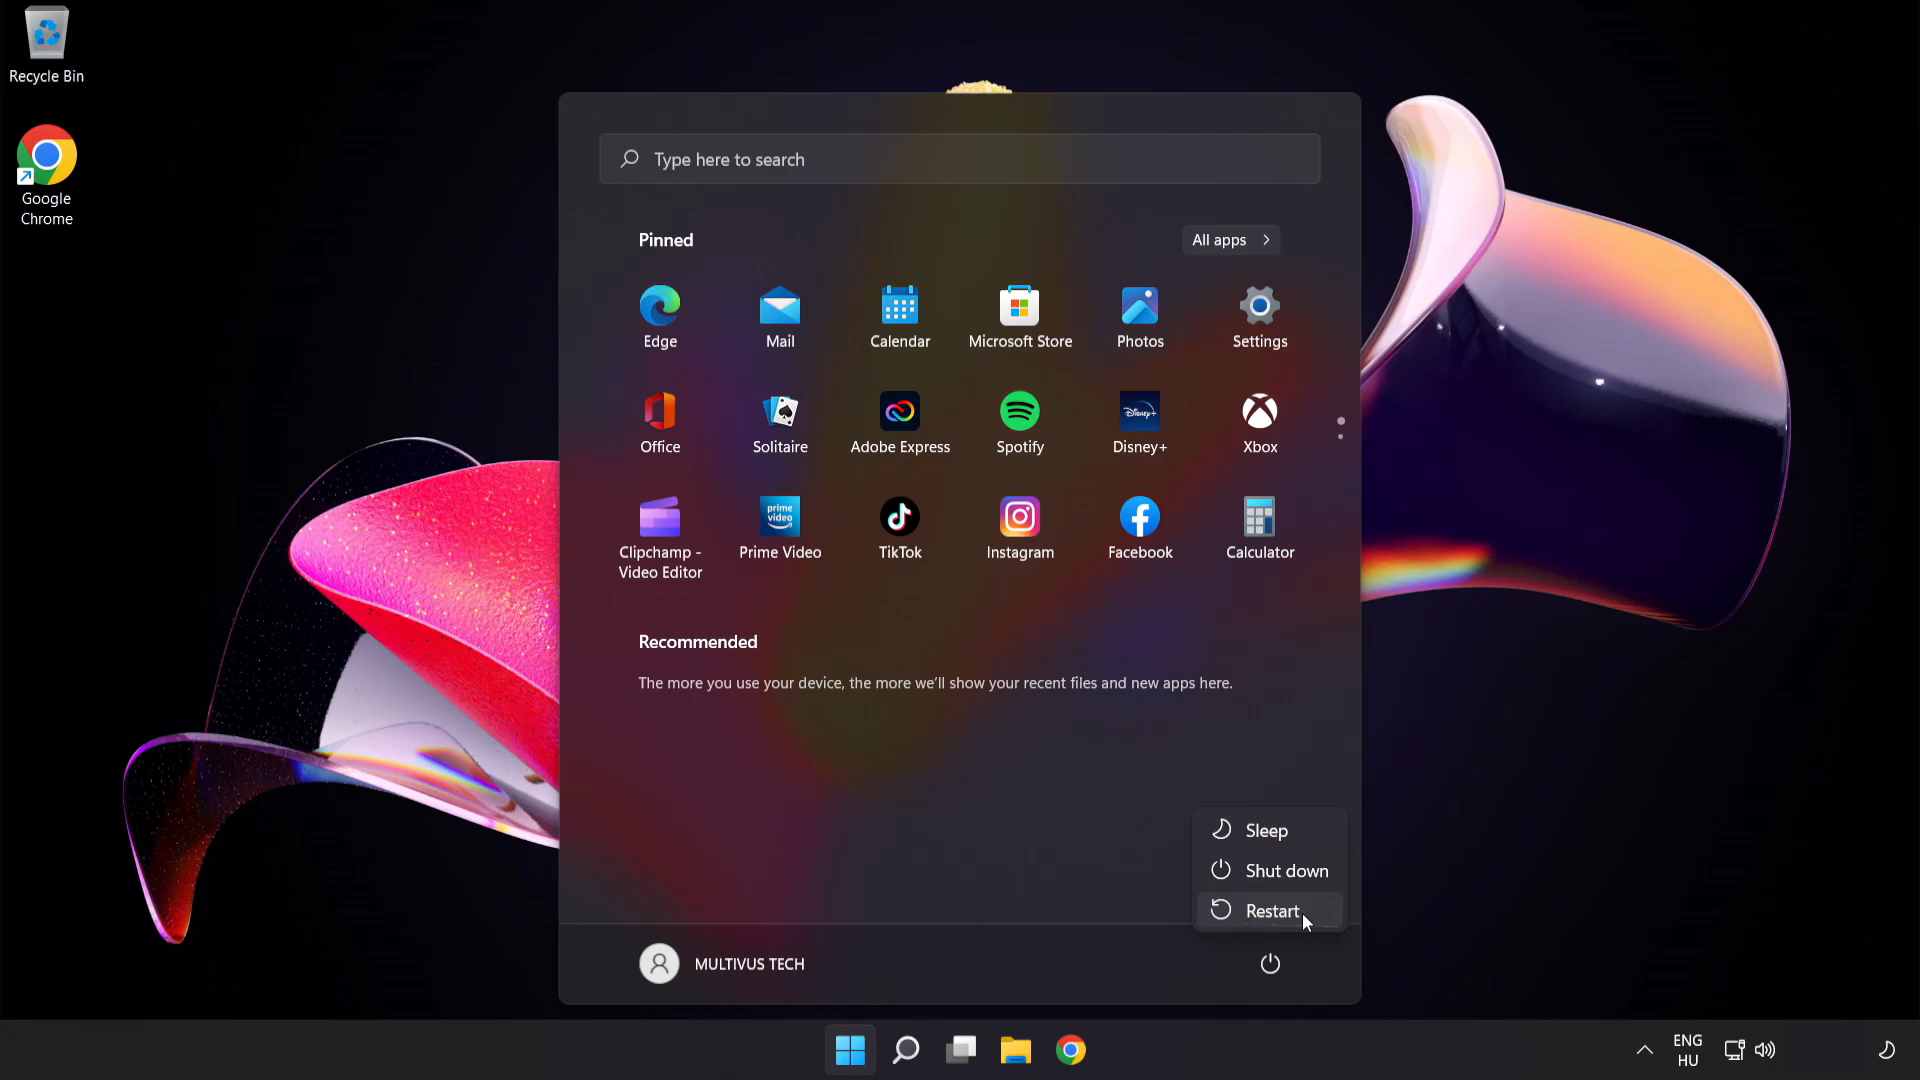 Recycle Bin
Google
Chrome
Type here to search
Pinned
All apps
Edge
Mail
Calendar
Microsoft Store
Photos
Settings
Office
Solitaire
Adobe Express
Spotify
Disney+
Disney+
Xbox
Clipchamp -
Video Editor
prime
video
Prime Video
TikTok
Instagram
Facebook
Calculator
Recommended
The more you use your device, the more we'll show your recent files and new apps here.
Sleep
Shut down
Restart
MULTIVUS TECH
ENG
HU